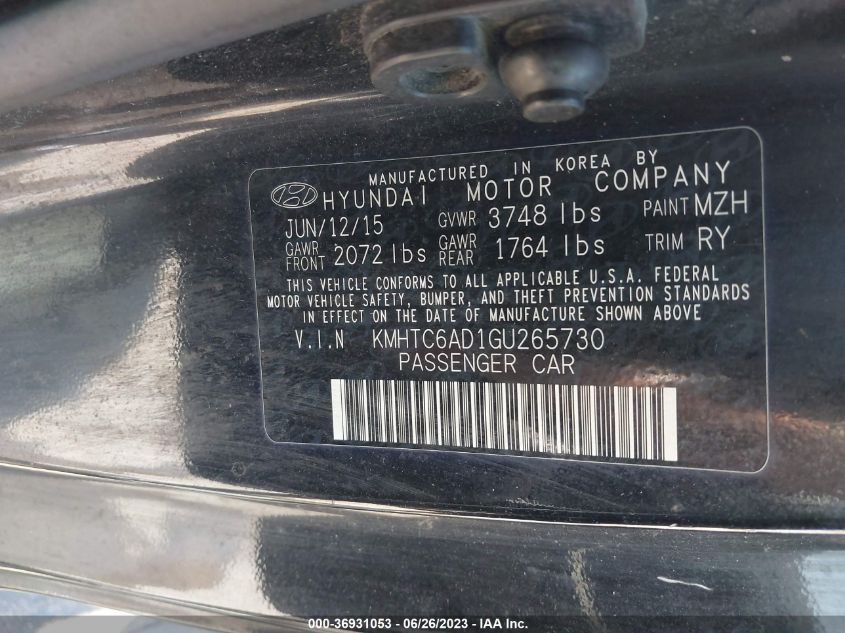 MANUFACTURED IN KOREA BY
HYUNDAI MOTOR COMPANY
JUN/12/15 GVWR 3748 lbs PAINT MZH
GAWR FRONT 2072 lbs GAWR REAR 1764 lbs TRIM RY
THIS VEHICLE CONFORMS TO ALL APPLICABLE U.S.A. FEDERAL
MOTOR VEHICLE SAFETY, BUMPER, AND THEFT PREVENTION STANDARDS
IN EFFECT ON THE DATE OF MANUFACTURE SHOWN ABOVE
V.I.N KMHTC6AD1GU265730
PASSENGER CAR
000-36931053 - 06/26/2023 - IAAI.com